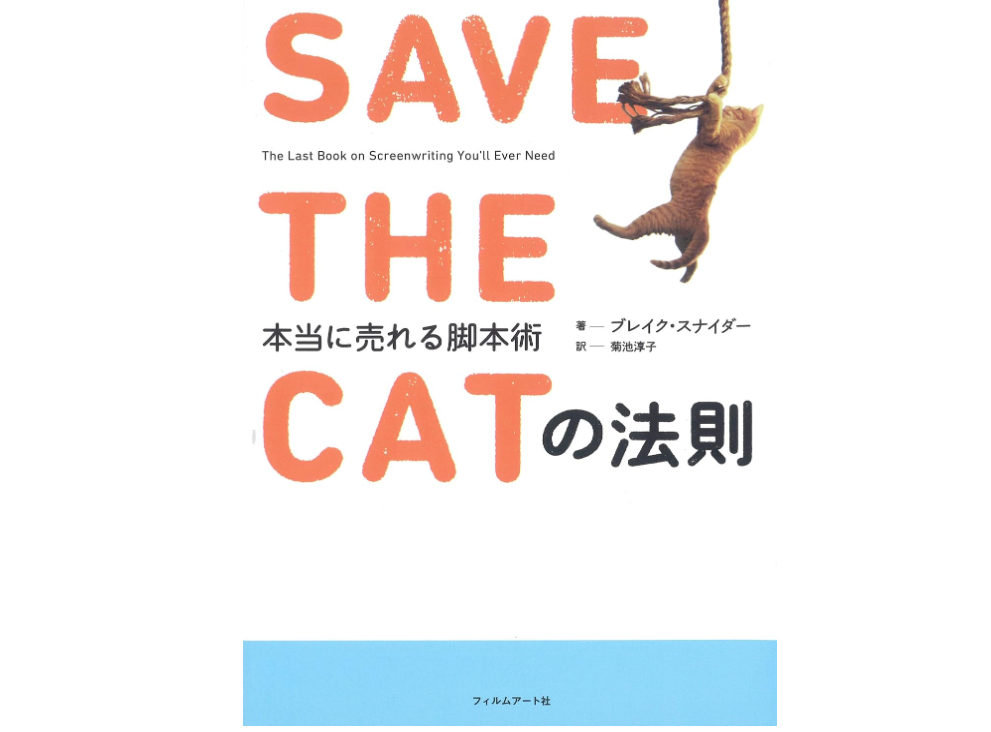 SAVE
The Last Book on Screenwriting You'll Ever Need
THE
本当に売れる脚本術
著 — ブレイク・スナイダー
訳 — 菊池淳子
CATの法則
フィルムアート社